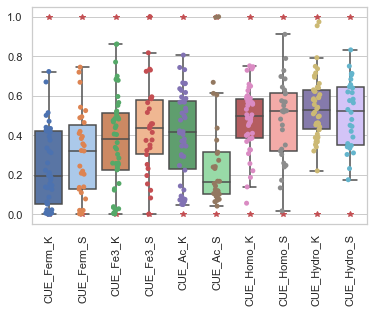 1.0
0.8
0.6
0.4
0.2
0.0
CUE_Ferm_K
CUE_Ferm_S
CUE_Fe3_K
CUE_Fe3_S
CUE_Ac_K
CUE_Ac_S
CUE_Homo_K
CUE_Homo_S
CUE_Hydro_K
CUE_Hydro_S